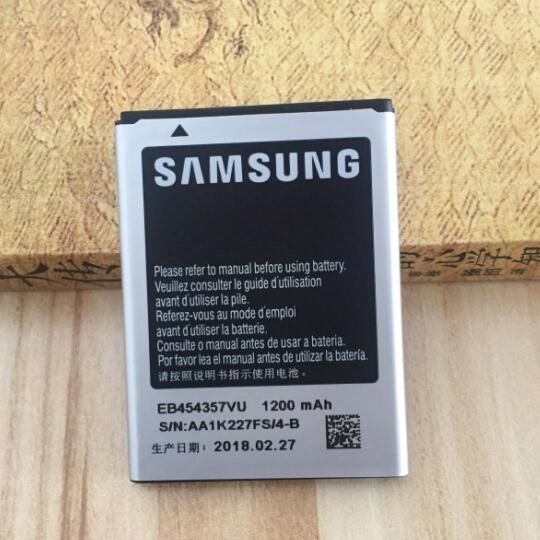 SAMSUNG
Please refer to manual before using battery.
Veuillez consulter le guide d'utilisation
avant d'utiliser la pile.
Referez-vous au mode d'emploi
avant d'utiliser la batterie.
Consulte o manual antes de usar a bateria.
Por favor lea el manual antes de utilizar la batería.
请按照说明书指示使用电池。
EB454357VU 1200 mAh
S/N:AA1K227FS/4-B
生产日期: 2018.02.27